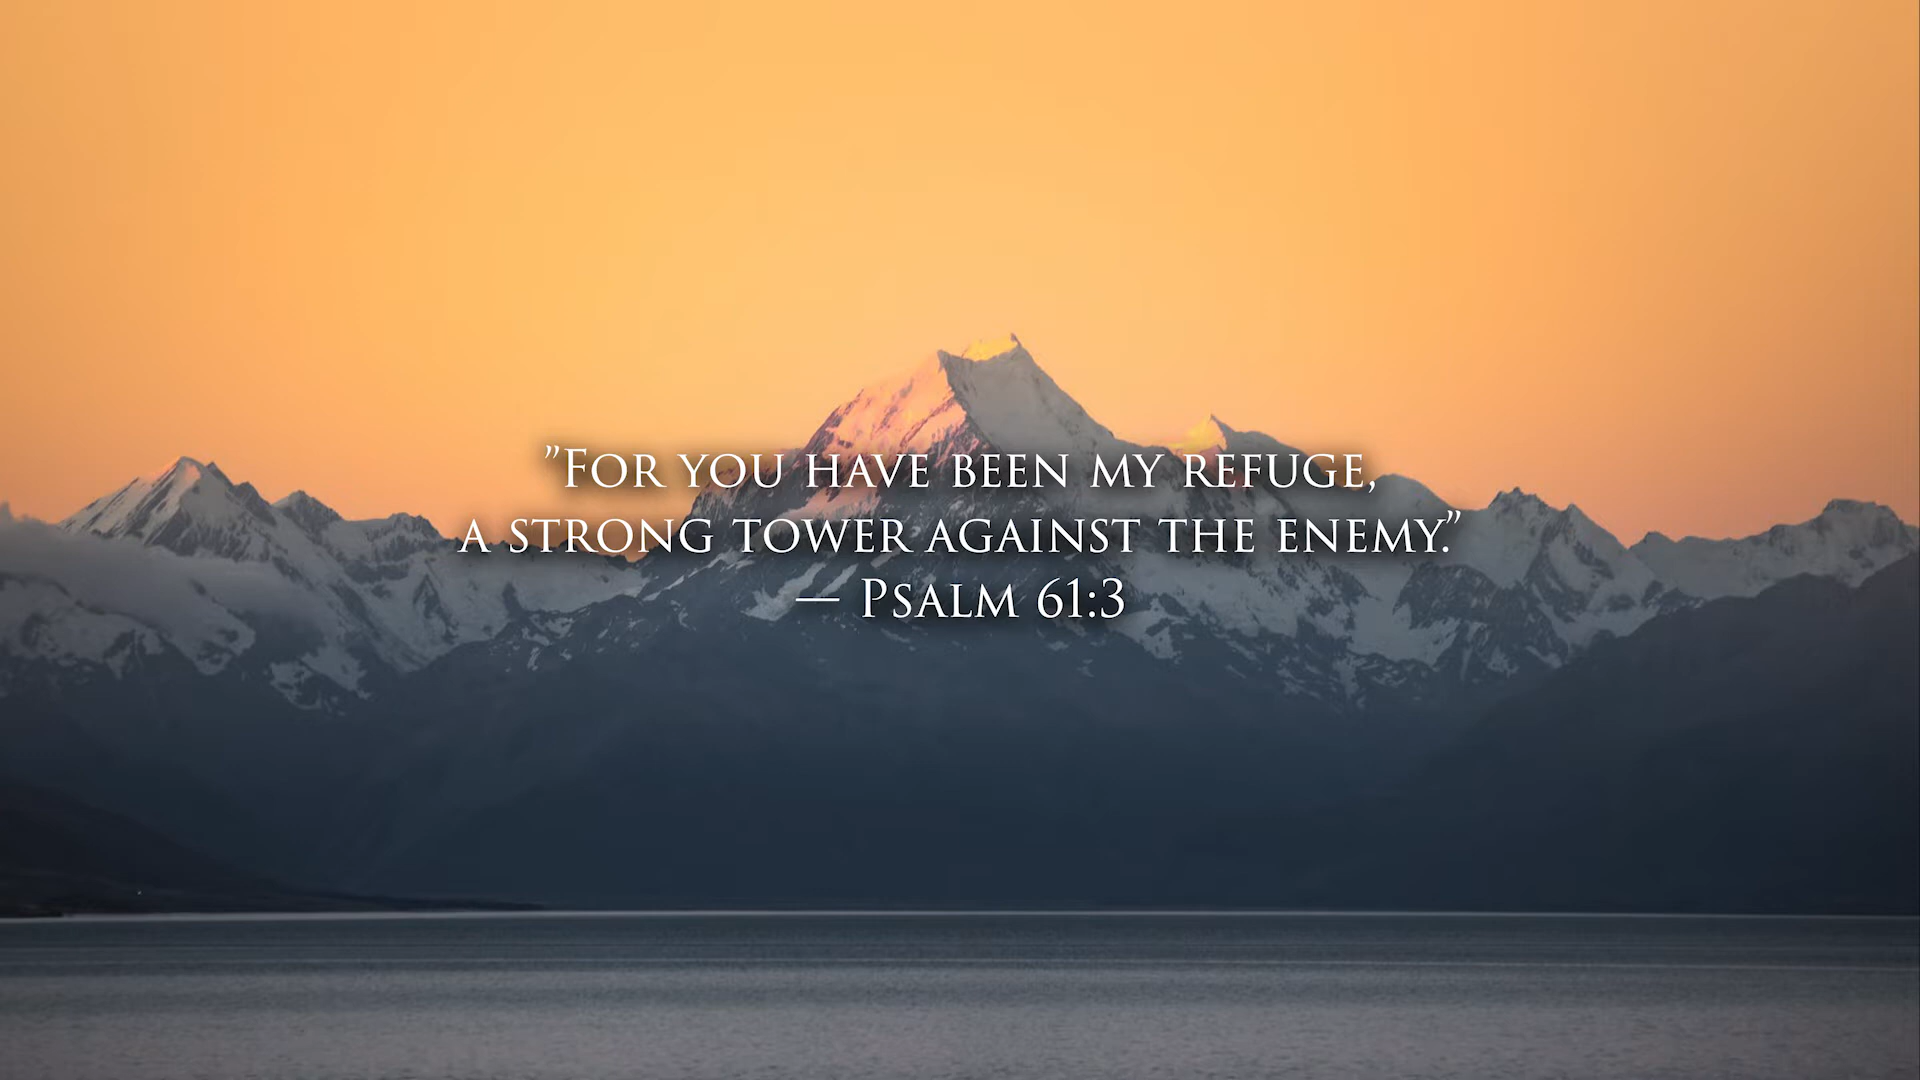 ”For you have been my refuge,
a strong tower against the enemy.”
— Psalm 61:3